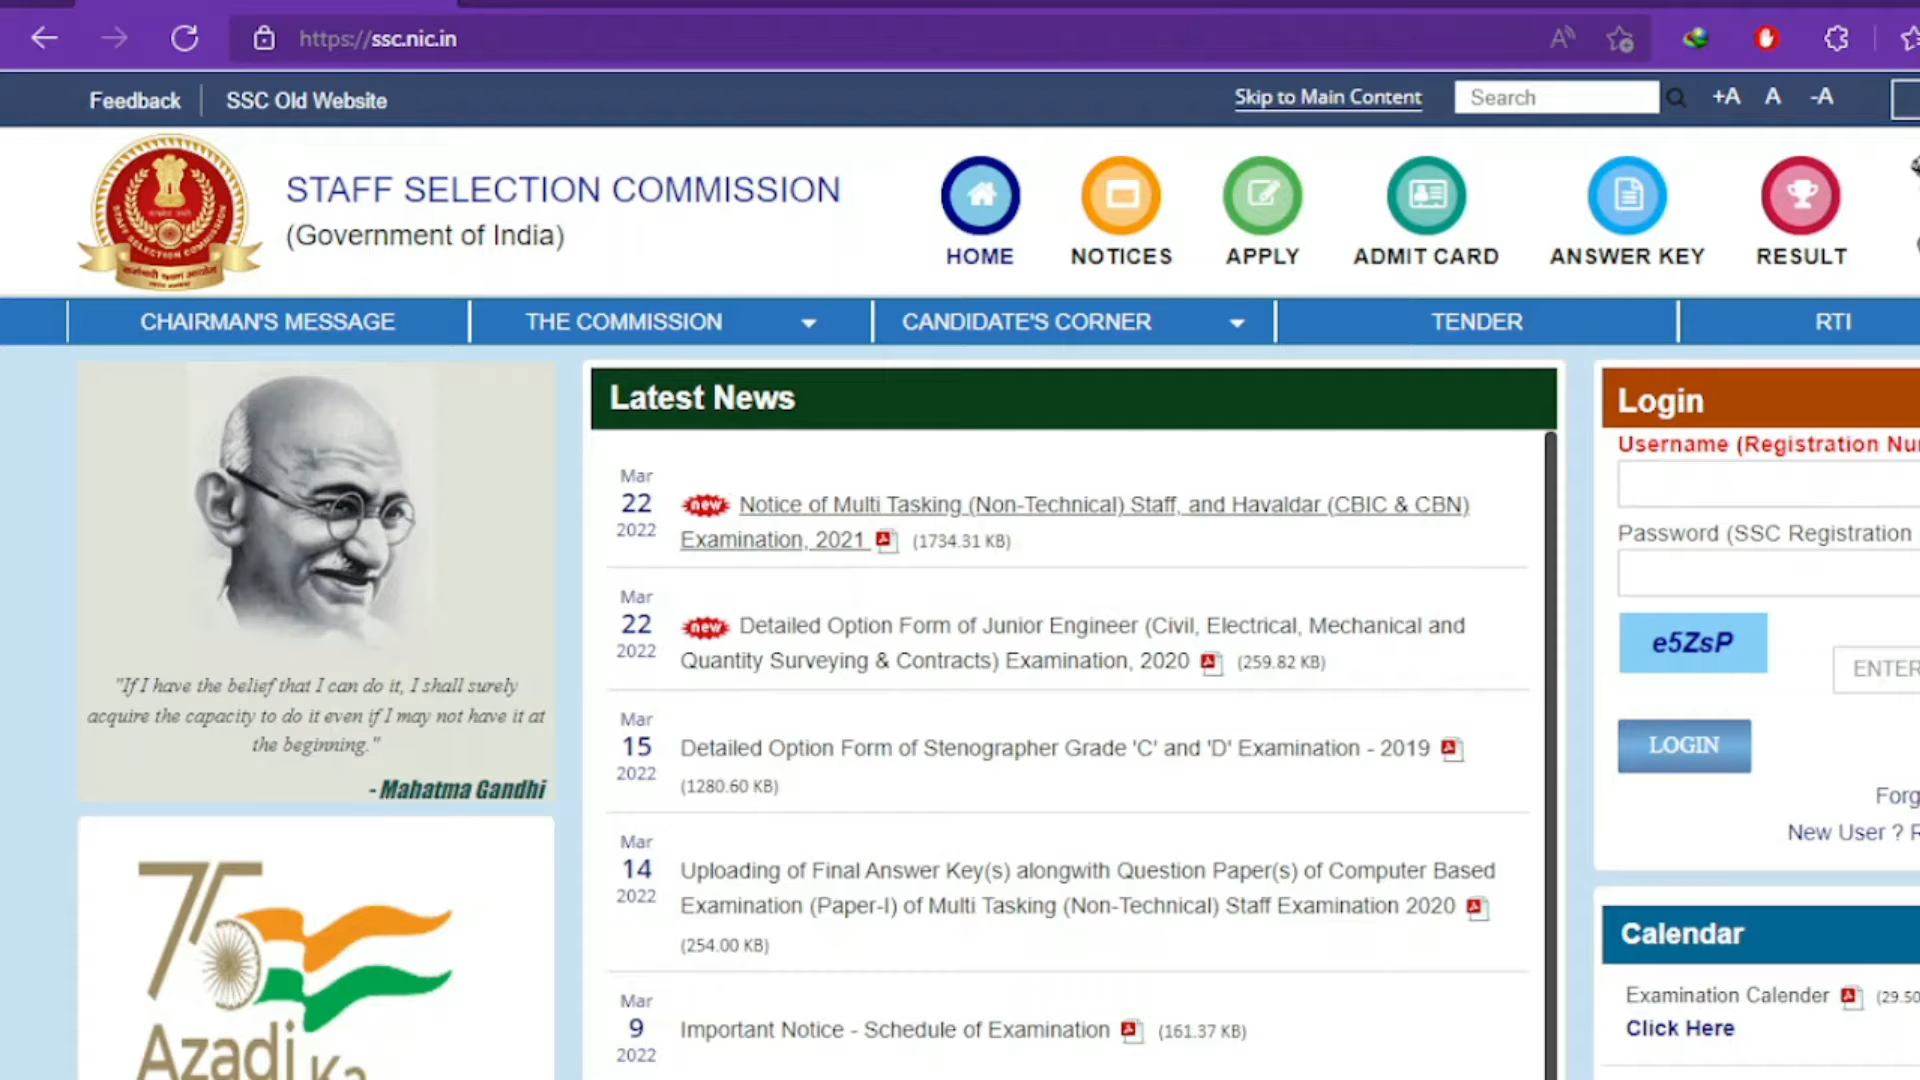 https://ssc.nic.in
Feedback
SSC Old Website
Skip to Main Content
Search
+A A -A
STAFF SELECTION COMMISSION
(Government of India)
HOME
NOTICES
APPLY
ADMIT CARD
ANSWER KEY
RESULT
CHAIRMAN'S MESSAGE
THE COMMISSION
CANDIDATE'S CORNER
TENDER
RTI
"If I have the belief that I can do it, I shall surely
acquire the capacity to do it even if I may not have it at
the beginning."
- Mahatma Gandhi
75
Azadi Ka
Latest News
Mar
22
2022
new Notice of Multi Tasking (Non-Technical) Staff, and Havaldar (CBIC & CBN)
Examination, 2021 (1734.31 KB)
Mar
22
2022
new Detailed Option Form of Junior Engineer (Civil, Electrical, Mechanical and
Quantity Surveying & Contracts) Examination, 2020 (259.82 KB)
Mar
15
2022
Detailed Option Form of Stenographer Grade 'C' and 'D' Examination - 2019
(1280.60 KB)
Mar
14
2022
Uploading of Final Answer Key(s) alongwith Question Paper(s) of Computer Based
Examination (Paper-I) of Multi Tasking (Non-Technical) Staff Examination 2020
(254.00 KB)
Mar
9
2022
Important Notice - Schedule of Examination (161.37 KB)
Login
Username (Registration Nu
Password (SSC Registration
e5ZsP
ENTER
LOGIN
Forg
New User ? R
Calendar
Examination Calender (29.50
Click Here